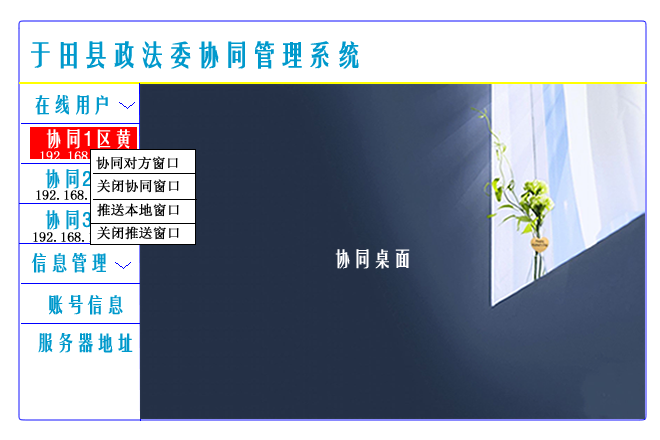 于田县政法委协同管理系统
在线用户
协同1区黄
192.168.
协同对方窗口
协同2
关闭协同窗口
192.168.
推送本地窗口
协同3
192.168.
关闭推送窗口
信息管理
协同桌面
账号信息
服务器地址